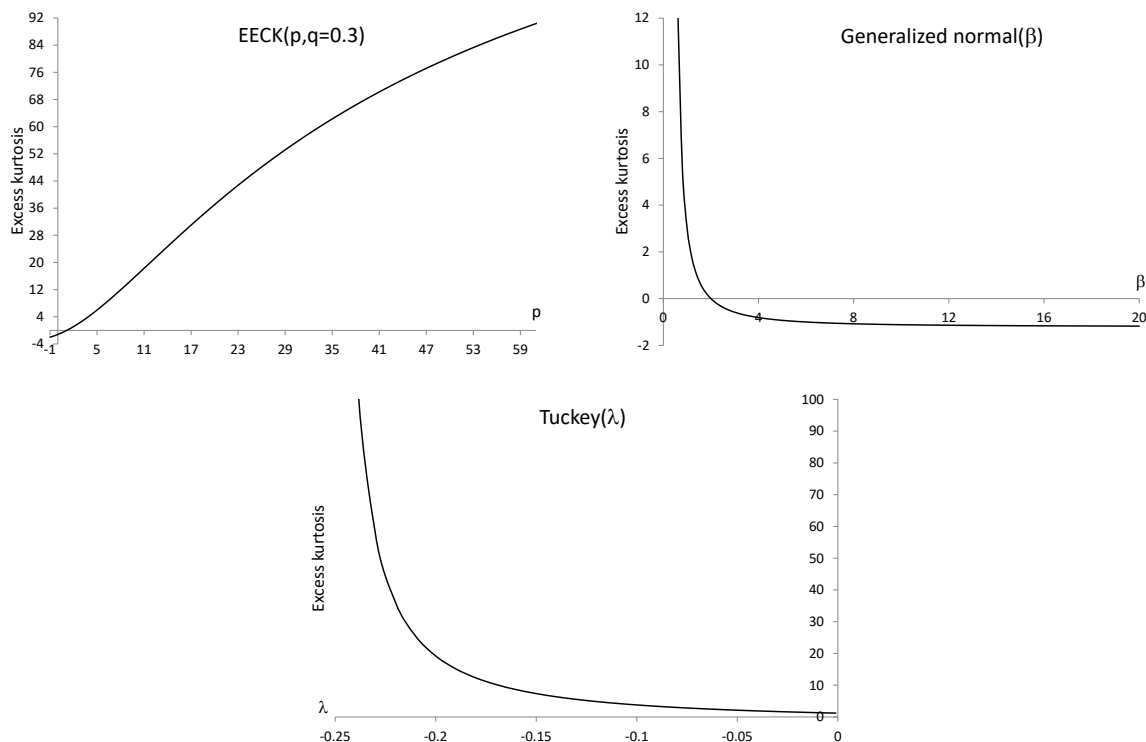 EECK(p,q=0.3)
Excess kurtosis
92
84
76
68
60
52
44
36
28
20
12
4
-4
p
-1 5 11 17 23 29 35 41 47 53 59
Generalized normal(β)
Excess kurtosis
12
10
8
6
4
2
0
-2
β
0 4 8 12 16 20
Tuckey(λ)
Excess kurtosis
100
90
80
70
60
50
40
30
20
10
0
λ
-0.25 -0.2 -0.15 -0.1 -0.05 0